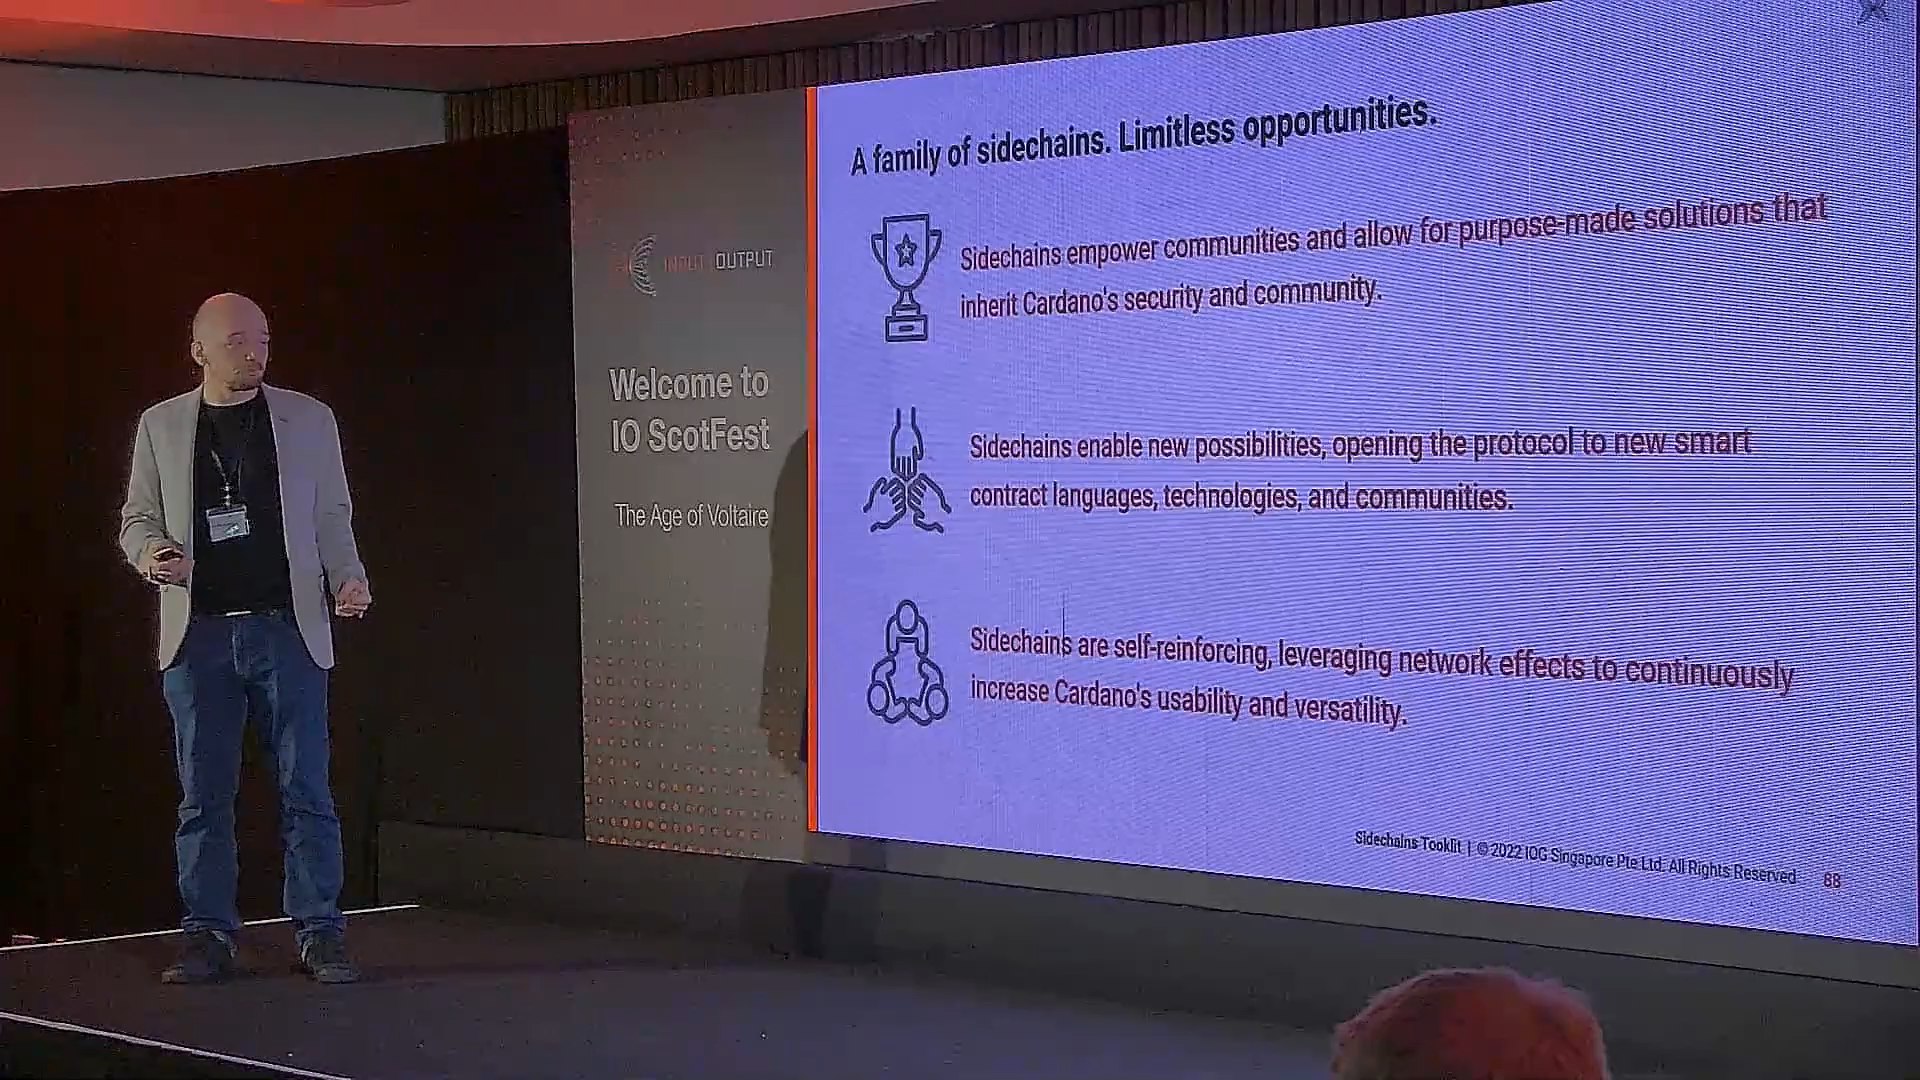 INPUT OUTPUT
Welcome to
IO ScotFest
The Age of Voltaire
A family of sidechains. Limitless opportunities.
Sidechains empower communities and allow for purpose-made solutions that
inherit Cardano's security and community.
Sidechains enable new possibilities, opening the protocol to new smart
contract languages, technologies, and communities.
Sidechains are self-reinforcing, leveraging network effects to continuously
increase Cardano's usability and versatility.
Sidechains Tooklit | © 2022 IOG Singapore Pte Ltd. All Rights Reserved 88